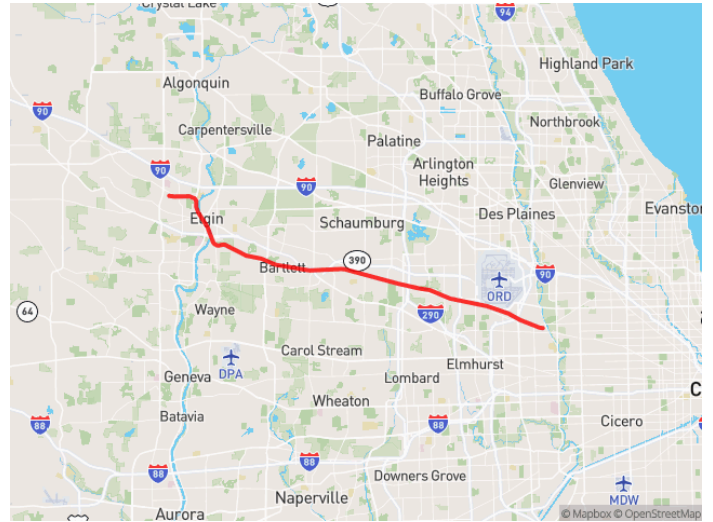 Crystal Lake
94
Highland Park
Algonquin
Buffalo Grove
90
Northbrook
Carpentersville
Palatine
Arlington
Heights
90
Glenview
90
Evanston
Elgin
Schaumburg
Des Plaines
390
Bartlett
90
ORD
64
Wayne
290
DPA
Carol Stream
Elmhurst
Geneva
Lombard
Wheaton
Batavia
88
88
Cicero
88
88
Downers Grove
MDW
Naperville
Aurora
© Mapbox © OpenStreetMap